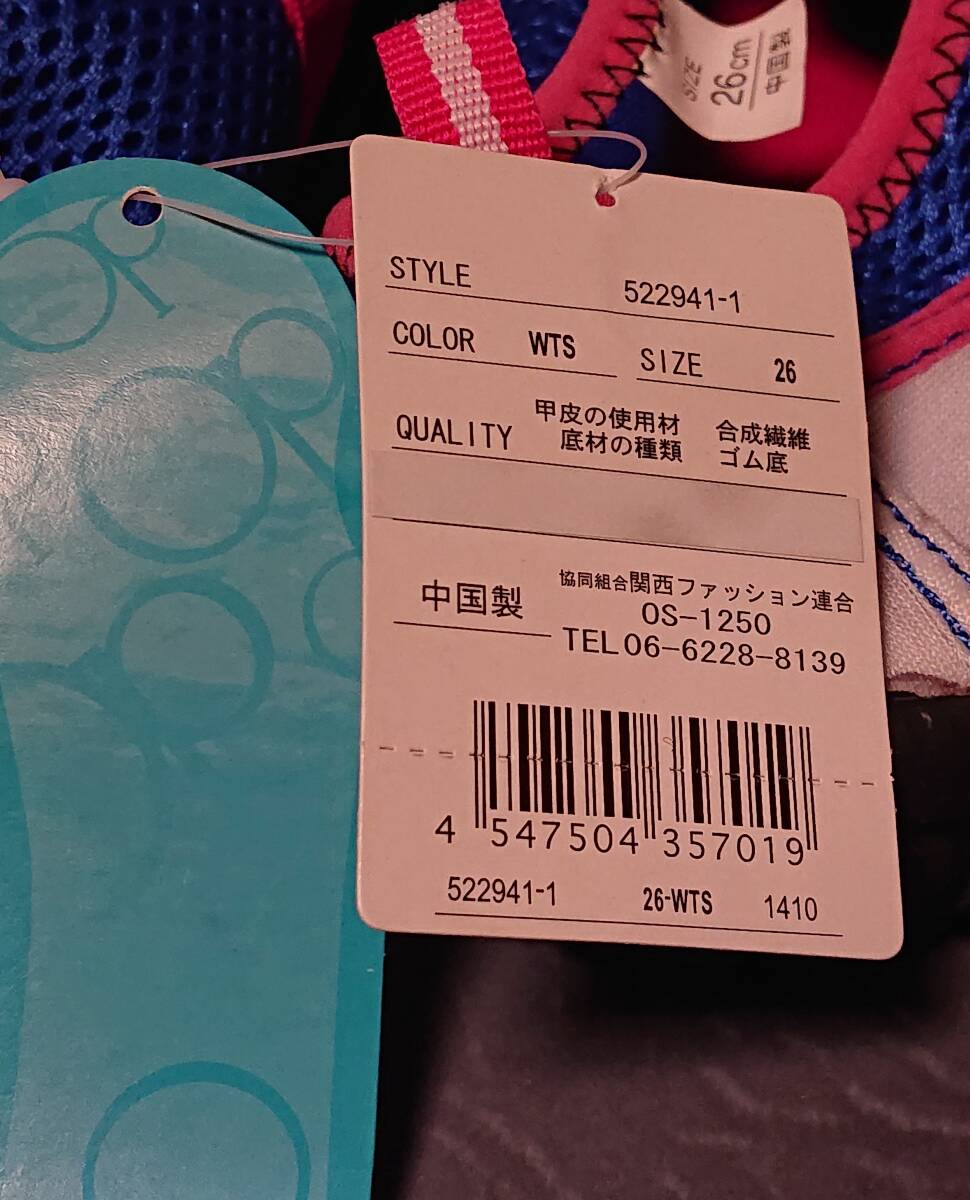 SIZE
26cm
中国製
STYLE 522941-1
COLOR WTS SIZE 26
QUALITY 甲皮の使用材 合成繊維
底材の種類 ゴム底
中国製 協同組合関西ファッション連合
OS-1250
TEL06-6228-8139
4 547504 357019
522941-1 26-WTS 1410